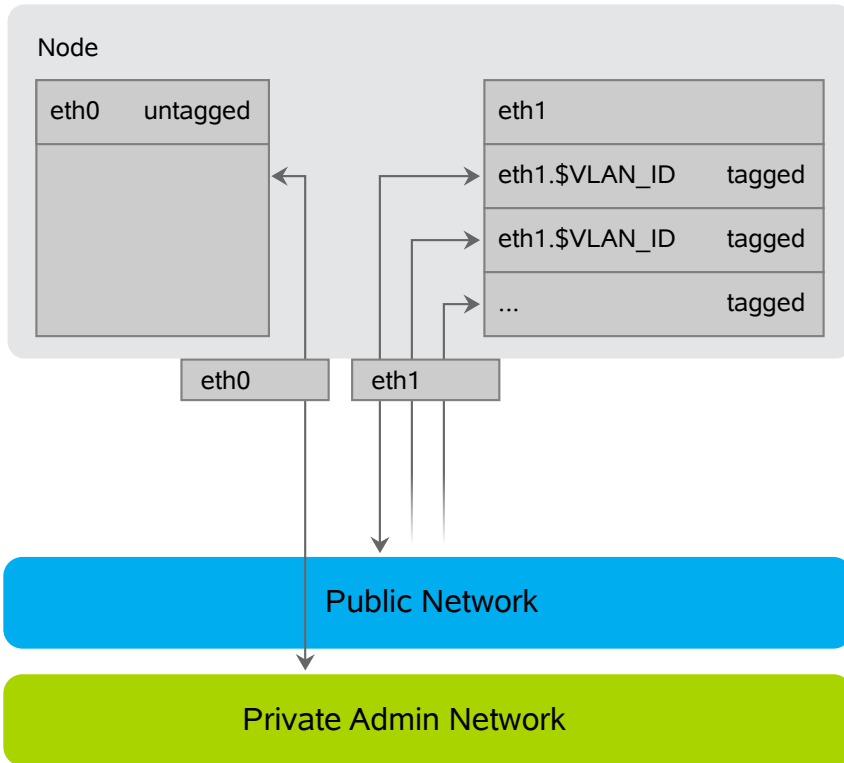 Node
eth0 untagged
eth1
eth1.$VLAN_ID tagged
eth1.$VLAN_ID tagged
... tagged
eth0
eth1
Public Network
Private Admin Network